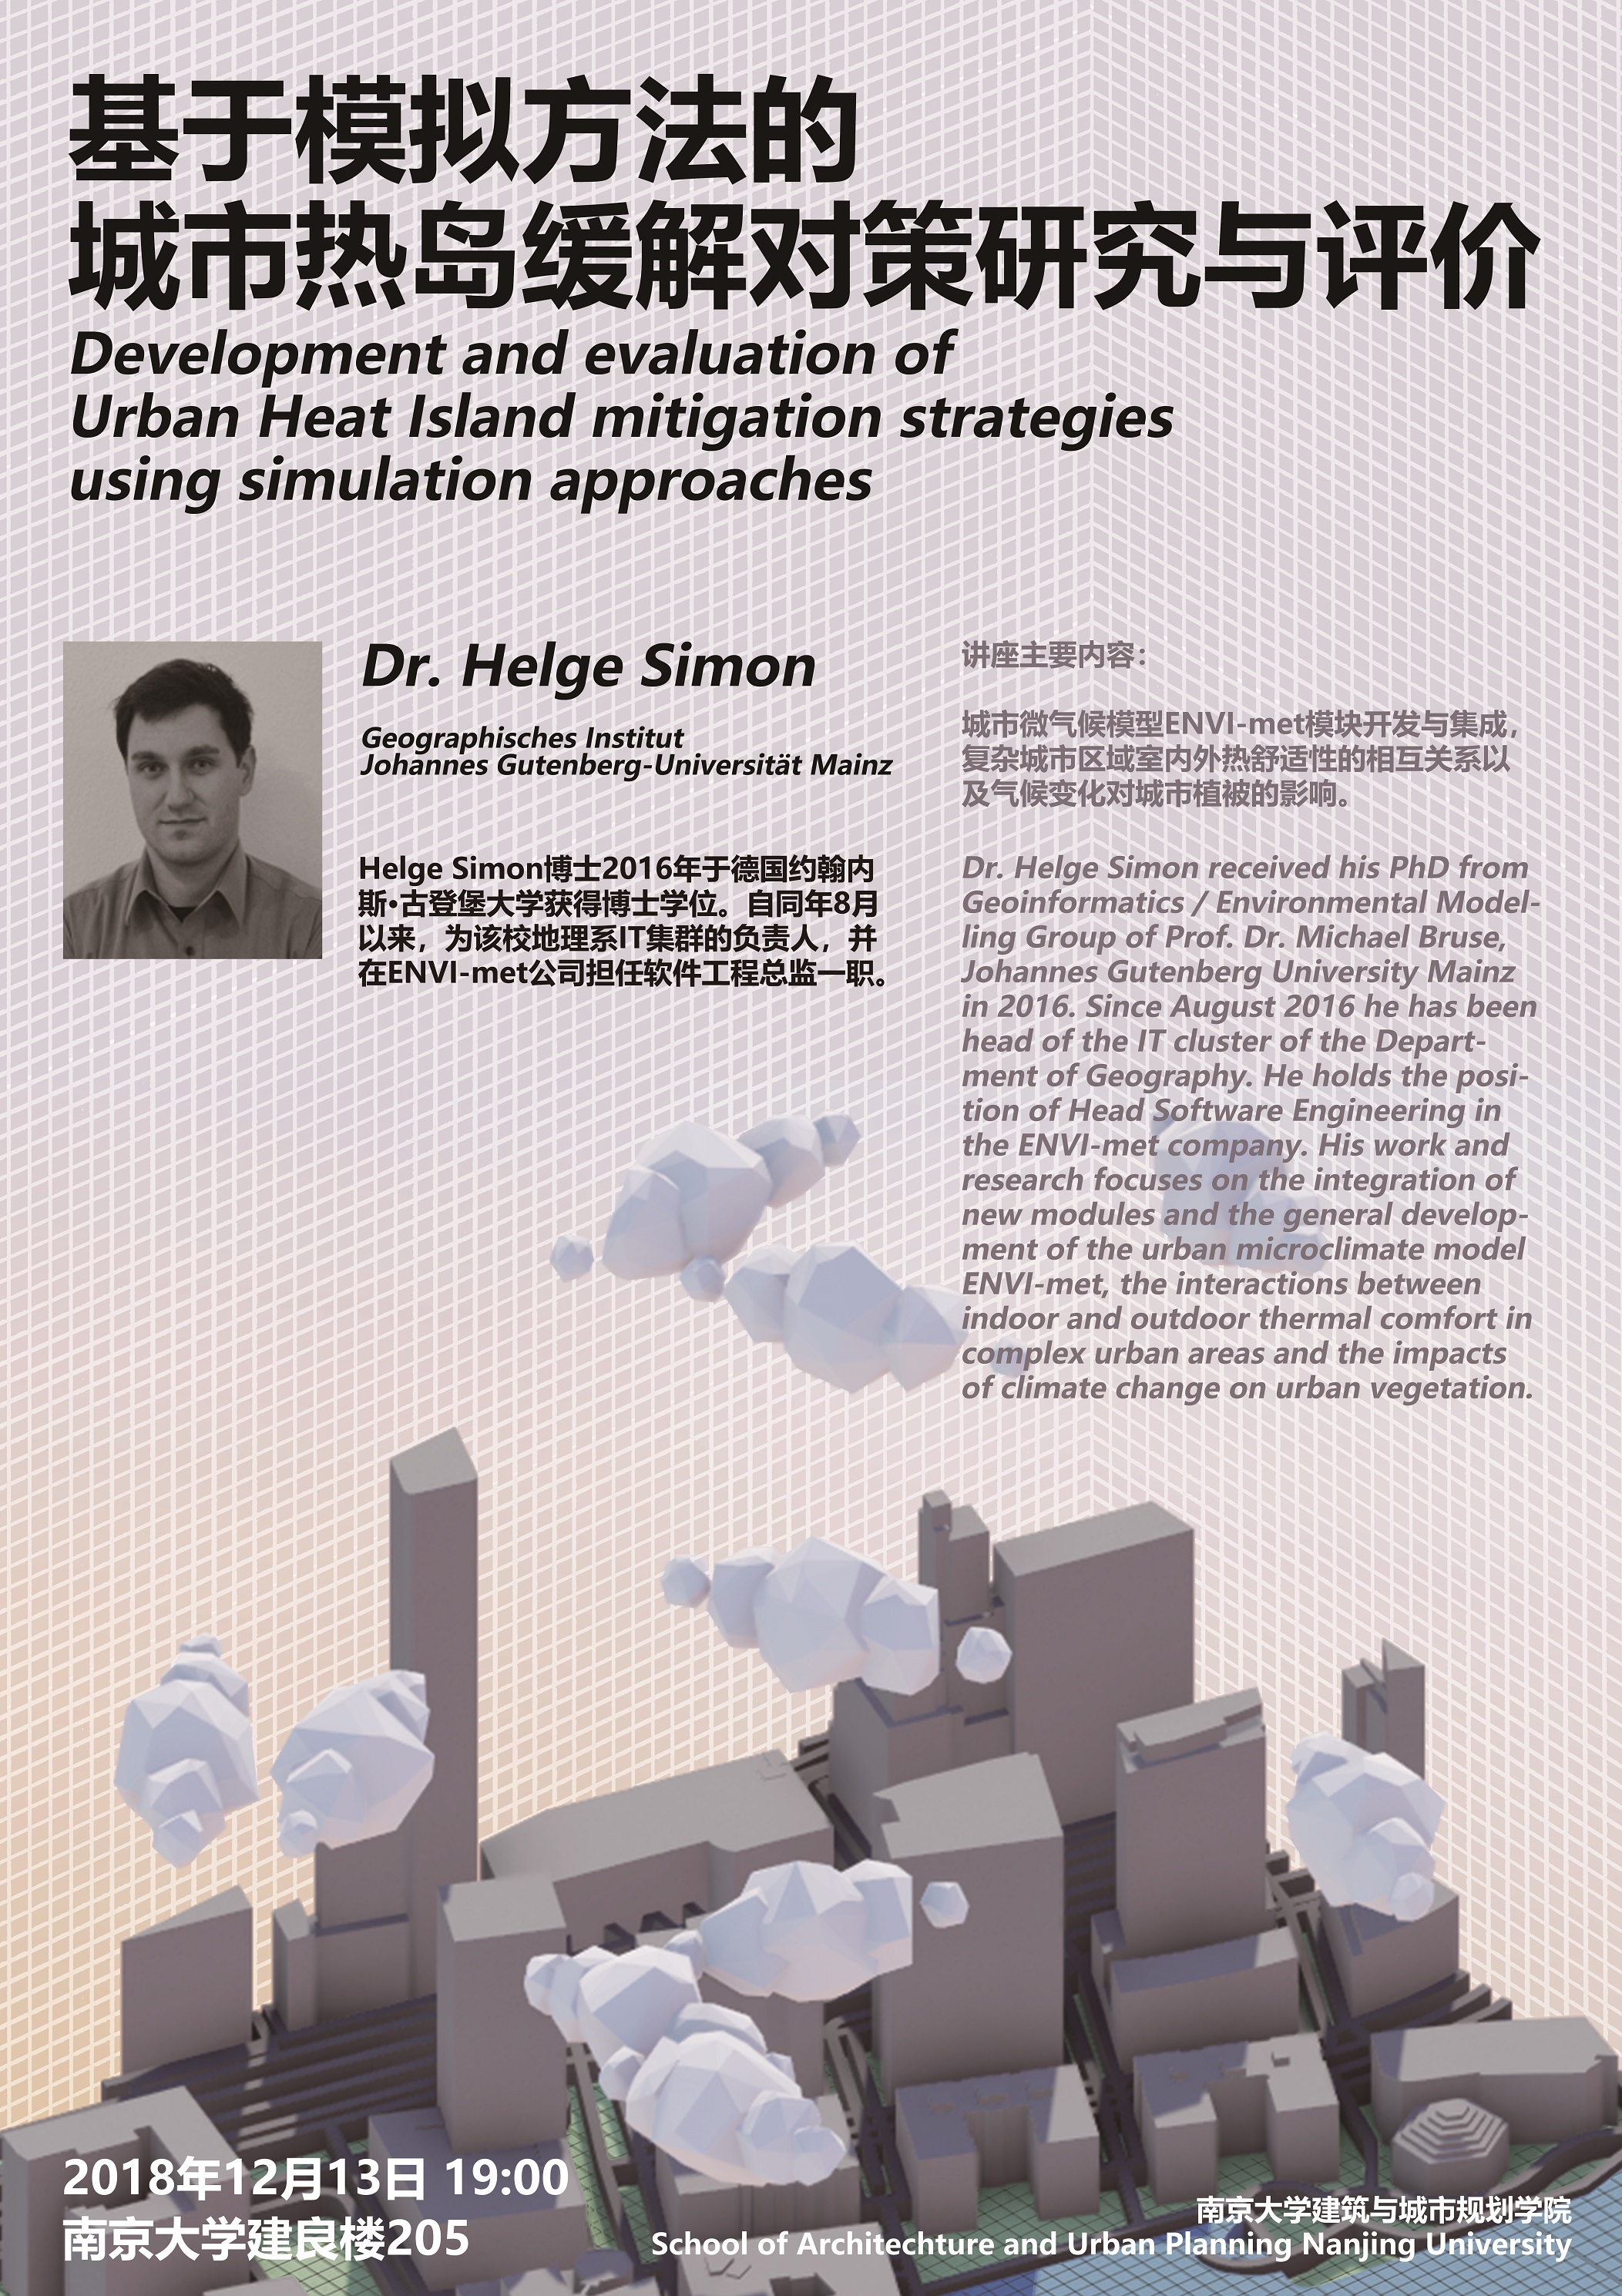 基于模拟方法的
城市热岛缓解对策研究与评价
Development and evaluation of
Urban Heat Island mitigation strategies
using simulation approaches
Dr. Helge Simon
Geographisches Institut
Johannes Gutenberg-Universität Mainz
Helge Simon博士2016年于德国约翰内
斯·古登堡大学获得博士学位。自同年8月
以来，为该校地理系IT集群的负责人，并
在ENVI-met公司担任软件工程总监一职。
讲座主要内容：
城市微气候模型ENVI-met模块开发与集成，
复杂城市区域室内外热舒适性的相互关系以
及气候变化对城市植被的影响。
Dr. Helge Simon received his PhD from
Geoinformatics / Environmental Model-
ling Group of Prof. Dr. Michael Bruse,
Johannes Gutenberg University Mainz
in 2016. Since August 2016 he has been
head of the IT cluster of the Depart-
ment of Geography. He holds the posi-
tion of Head Software Engineering in
the ENVI-met company. His work and
research focuses on the integration of
new modules and the general develop-
ment of the urban microclimate model
ENVI-met, the interactions between
indoor and outdoor thermal comfort in
complex urban areas and the impacts
of climate change on urban vegetation.
2018年12月13日 19:00
南京大学建良楼205
南京大学建筑与城市规划学院
School of Architechture and Urban Planning Nanjing University